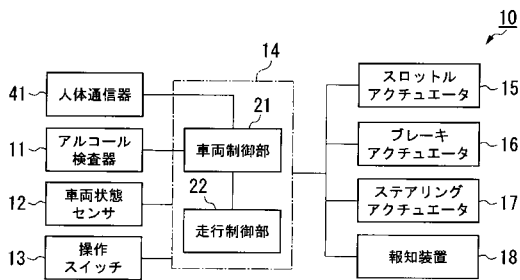 10
14
41
人体通信器
21
スロットル
アクチュエータ
15
11
アルコール
検査器
車両制御部
ブレーキ
アクチュエータ
16
12
車両状態
センサ
22
ステアリング
アクチュエータ
17
13
操作
スイッチ
走行制御部
報知装置
18